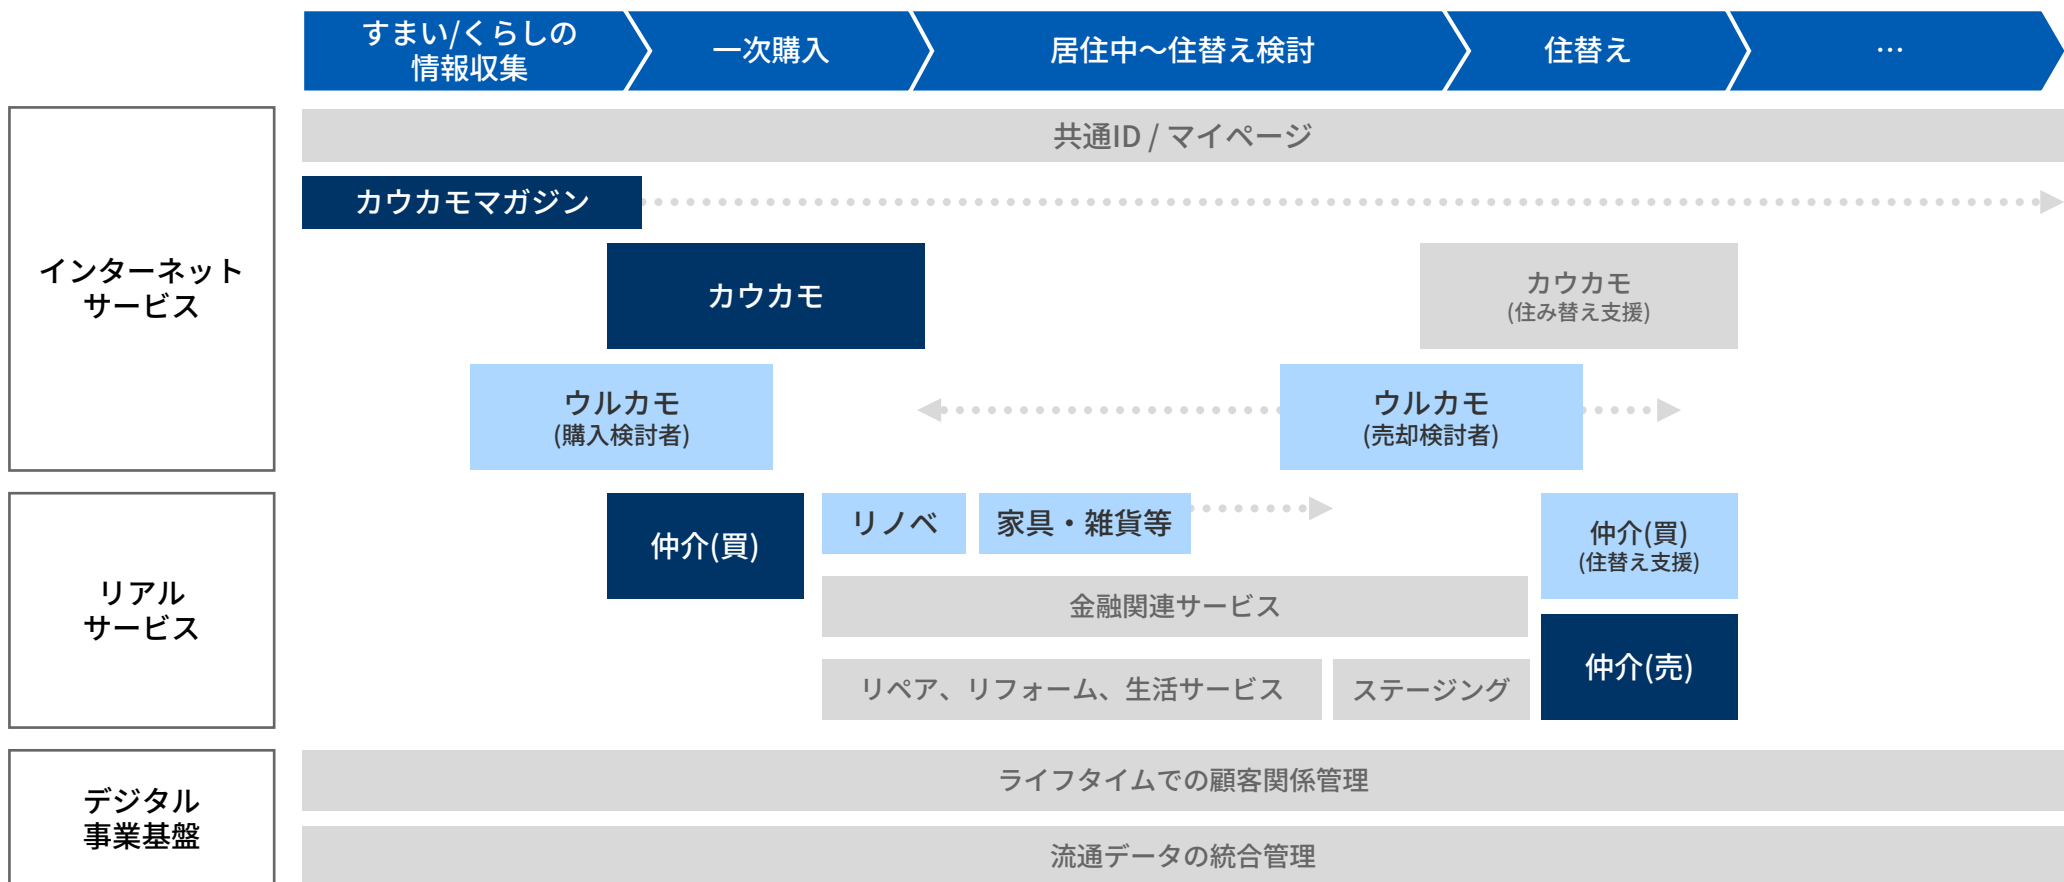 すまい/くらしの
情報収集
一次購入
居住中～住替え検討
住替え
…
インターネット
サービス
共通ID / マイページ
カウカモマガジン
カウカモ
カウカモ
(住み替え支援)
ウルカモ
(購入検討者)
ウルカモ
(売却検討者)
リアル
サービス
仲介(買)
リノベ
家具・雑貨等
仲介(買)
(住替え支援)
金融関連サービス
仲介(売)
リペア、リフォーム、生活サービス
ステージング
デジタル
事業基盤
ライフタイムでの顧客関係管理
流通データの統合管理